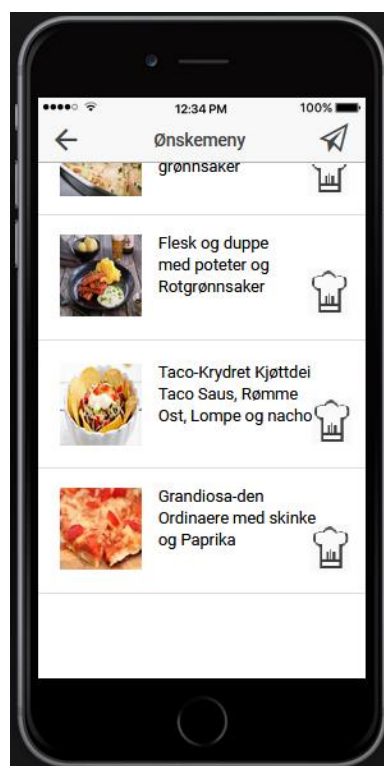 12:34 PM 100%
Ønskemeny
grønnsaker
Flesk og duppe
med poteter og
Rotgrønnsaker
Taco-Krydret Kjøttdei
Taco Saus, Rømme
Ost, Lompe og nacho
Grandiosa-den
Ordinaere med skinke
og Paprika